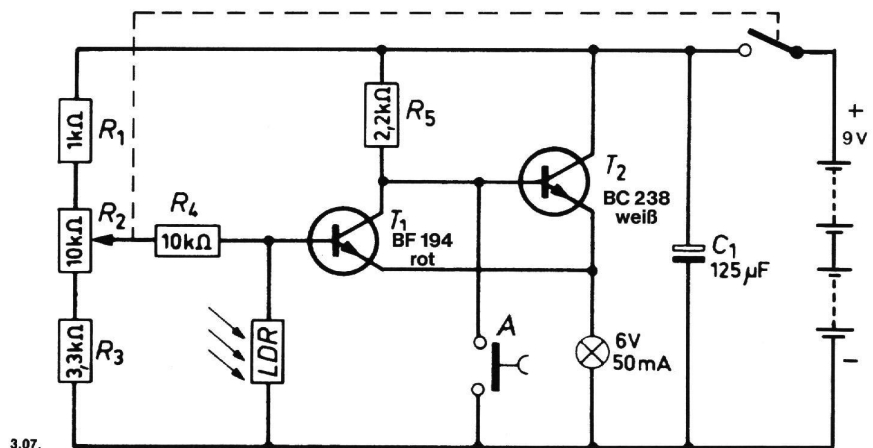 1kΩ
R1
10kΩ
R2
3,3kΩ
R3
R4
10kΩ
LDR
2,2kΩ
R5
T1
BF 194
rot
A
T2
BC 238
weiß
6V
50mA
C1
125µF
+
9V
–
3.07.